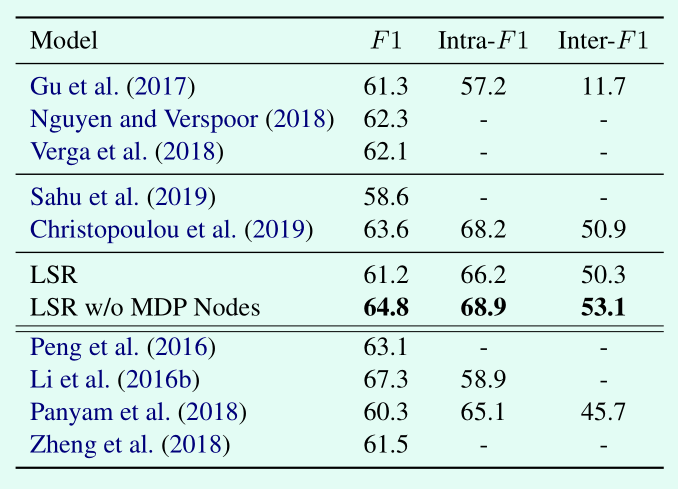 Model F1 Intra-F1 Inter-F1
Gu et al. (2017) 61.3 57.2 11.7
Nguyen and Verspoor (2018) 62.3 - -
Verga et al. (2018) 62.1 - -
Sahu et al. (2019) 58.6 - -
Christopoulou et al. (2019) 63.6 68.2 50.9
LSR 61.2 66.2 50.3
LSR w/o MDP Nodes 64.8 68.9 53.1
Peng et al. (2016) 63.1 - -
Li et al. (2016b) 67.3 58.9 -
Panyam et al. (2018) 60.3 65.1 45.7
Zheng et al. (2018) 61.5 - -